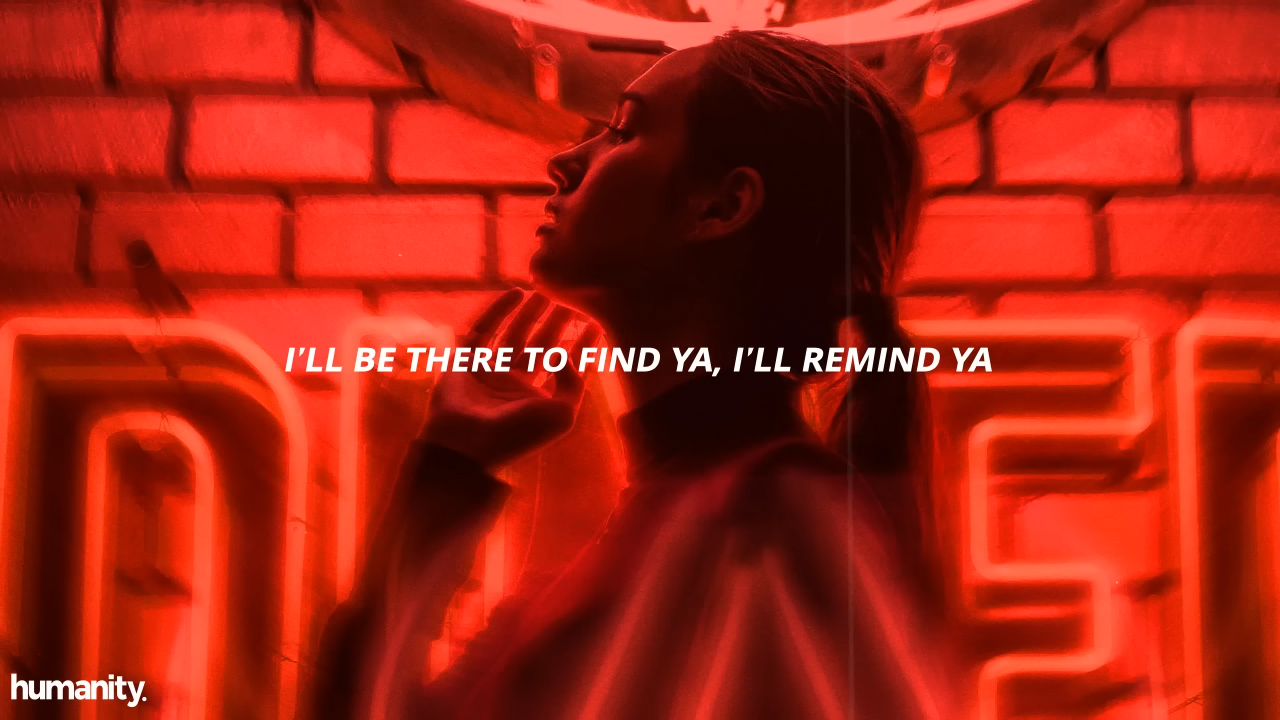 I'LL BE THERE TO FIND YA, I'LL REMIND YA
humanity.